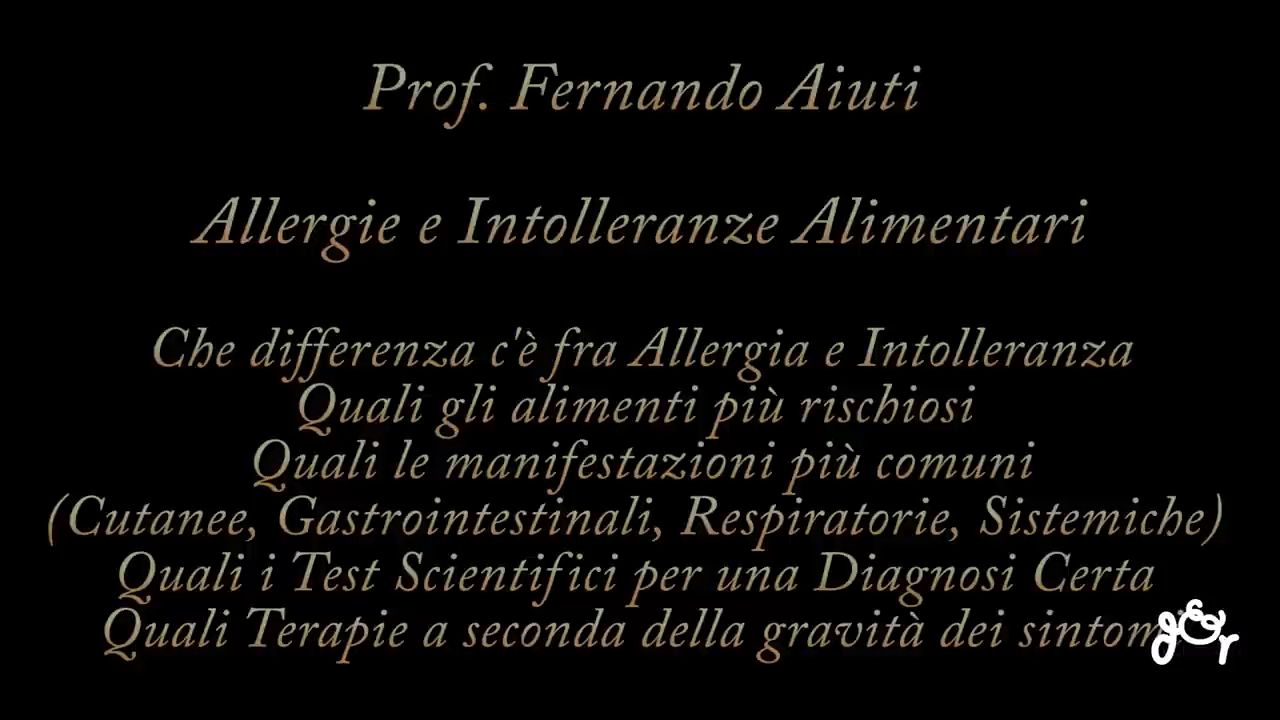 Prof. Fernando Aiuti
Allergie e Intolleranze Alimentari
Che differenza c'è fra Allergia e Intolleranza
Quali gli alimenti più rischiosi
Quali le manifestazioni più comuni
(Cutanee, Gastrointestinali, Respiratorie, Sistemiche)
Quali i Test Scientifici per una Diagnosi Certa
Quali Terapie a seconda della gravità dei sintomi
g&r